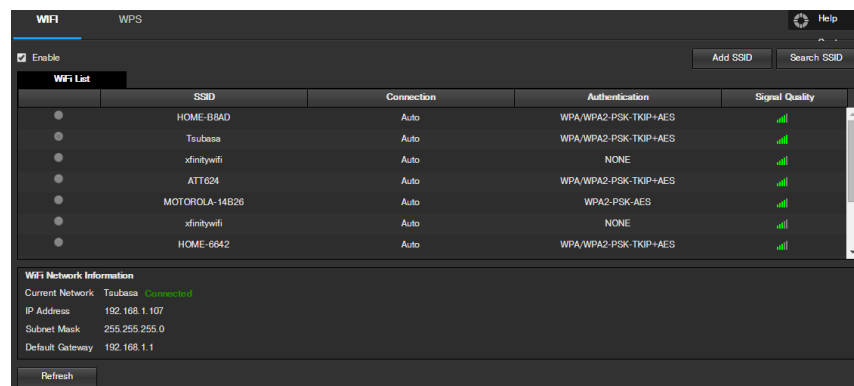 WIFI WPS Help
Enable Add SSID Search SSID
WiFi List
SSID Connection Authentication Signal Quality
HOME-B8AD Auto WPA/WPA2-PSK-TKIP+AES
Tsubasa Auto WPA/WPA2-PSK-TKIP+AES
xfinitywifi Auto NONE
ATT624 Auto WPA/WPA2-PSK-TKIP+AES
MOTOROLA-14B26 Auto WPA2-PSK-AES
xfinitywifi Auto NONE
HOME-6642 Auto WPA/WPA2-PSK-TKIP+AES
WiFi Network Information
Current Network Tsubasa Connected
IP Address 192.168.1.107
Subnet Mask 255.255.255.0
Default Gateway 192.168.1.1
Refresh